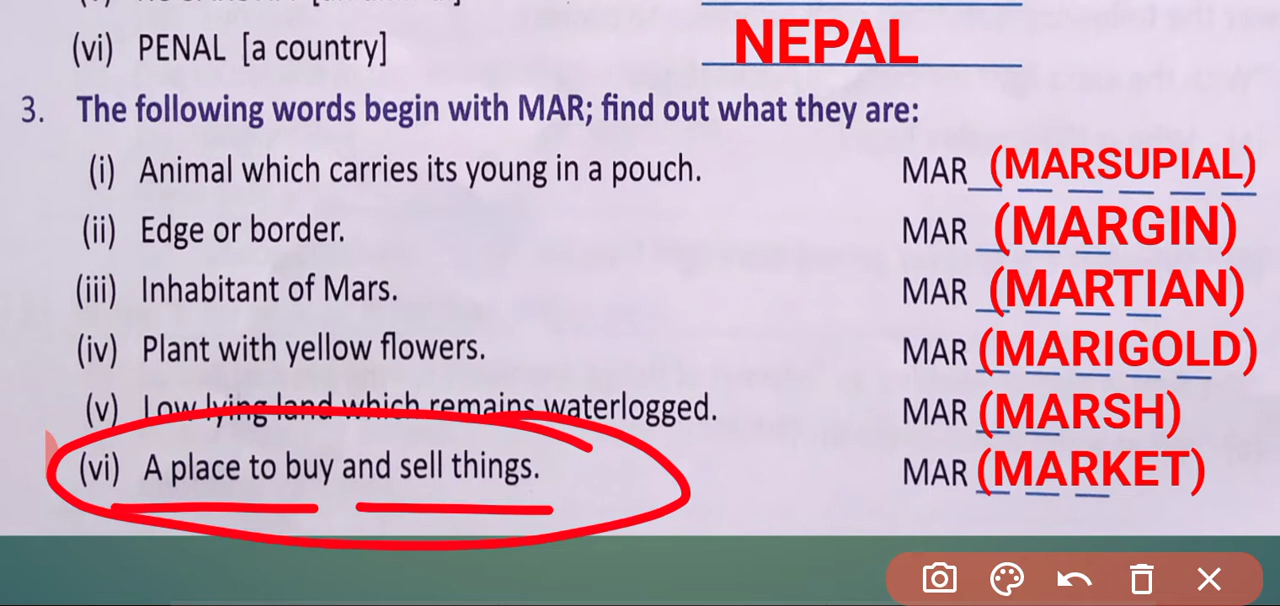 (vi) PENAL [a country] NEPAL
3. The following words begin with MAR; find out what they are:
(i) Animal which carries its young in a pouch. MAR (MARSUPIAL)
(ii) Edge or border. MAR (MARGIN)
(iii) Inhabitant of Mars. MAR (MARTIAN)
(iv) Plant with yellow flowers. MAR (MARIGOLD)
(v) Low lying land which remains waterlogged. MAR (MARSH)
(vi) A place to buy and sell things. MAR (MARKET)